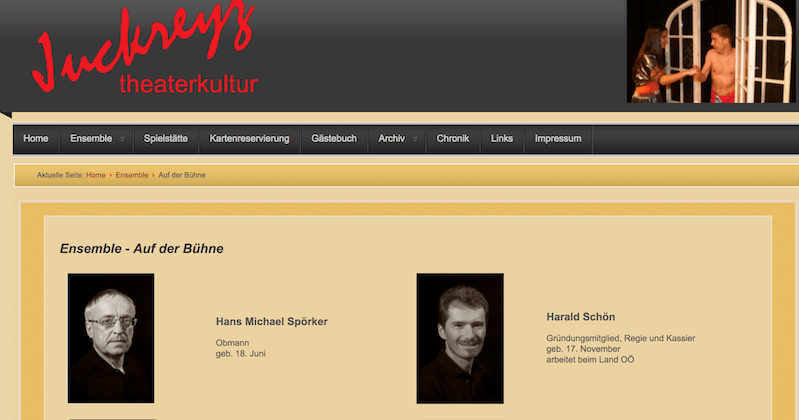 Juckreyz
theaterkultur
Home
Ensemble
Spielstätte
Kartenreservierung
Gästebuch
Archiv
Chronik
Links
Impressum
Aktuelle Seite: Home Ensemble Auf der Bühne
Ensemble - Auf der Bühne
Hans Michael Spörker
Obmann
geb. 18. Juni
Harald Schön
Gründungsmitglied, Regie und Kassier
geb. 17. November
arbeitet beim Land OÖ